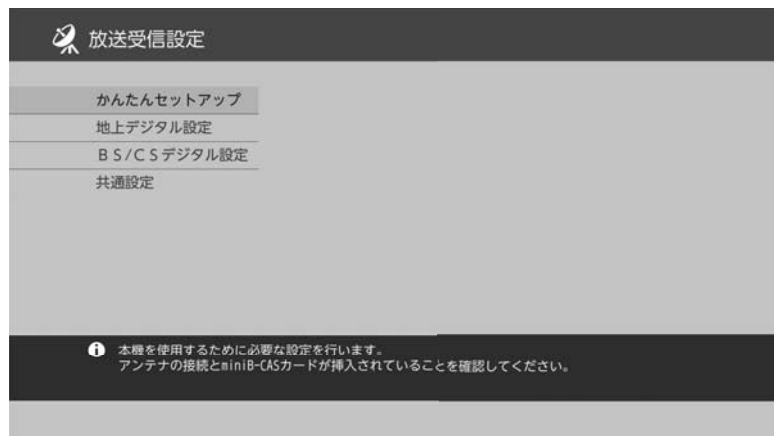 放送受信設定
かんたんセットアップ
地上デジタル設定
ＢＳ/ＣＳデジタル設定
共通設定
本機を使用するために必要な設定を行います。
アンテナの接続とminiB-CASカードが挿入されていることを確認してください。